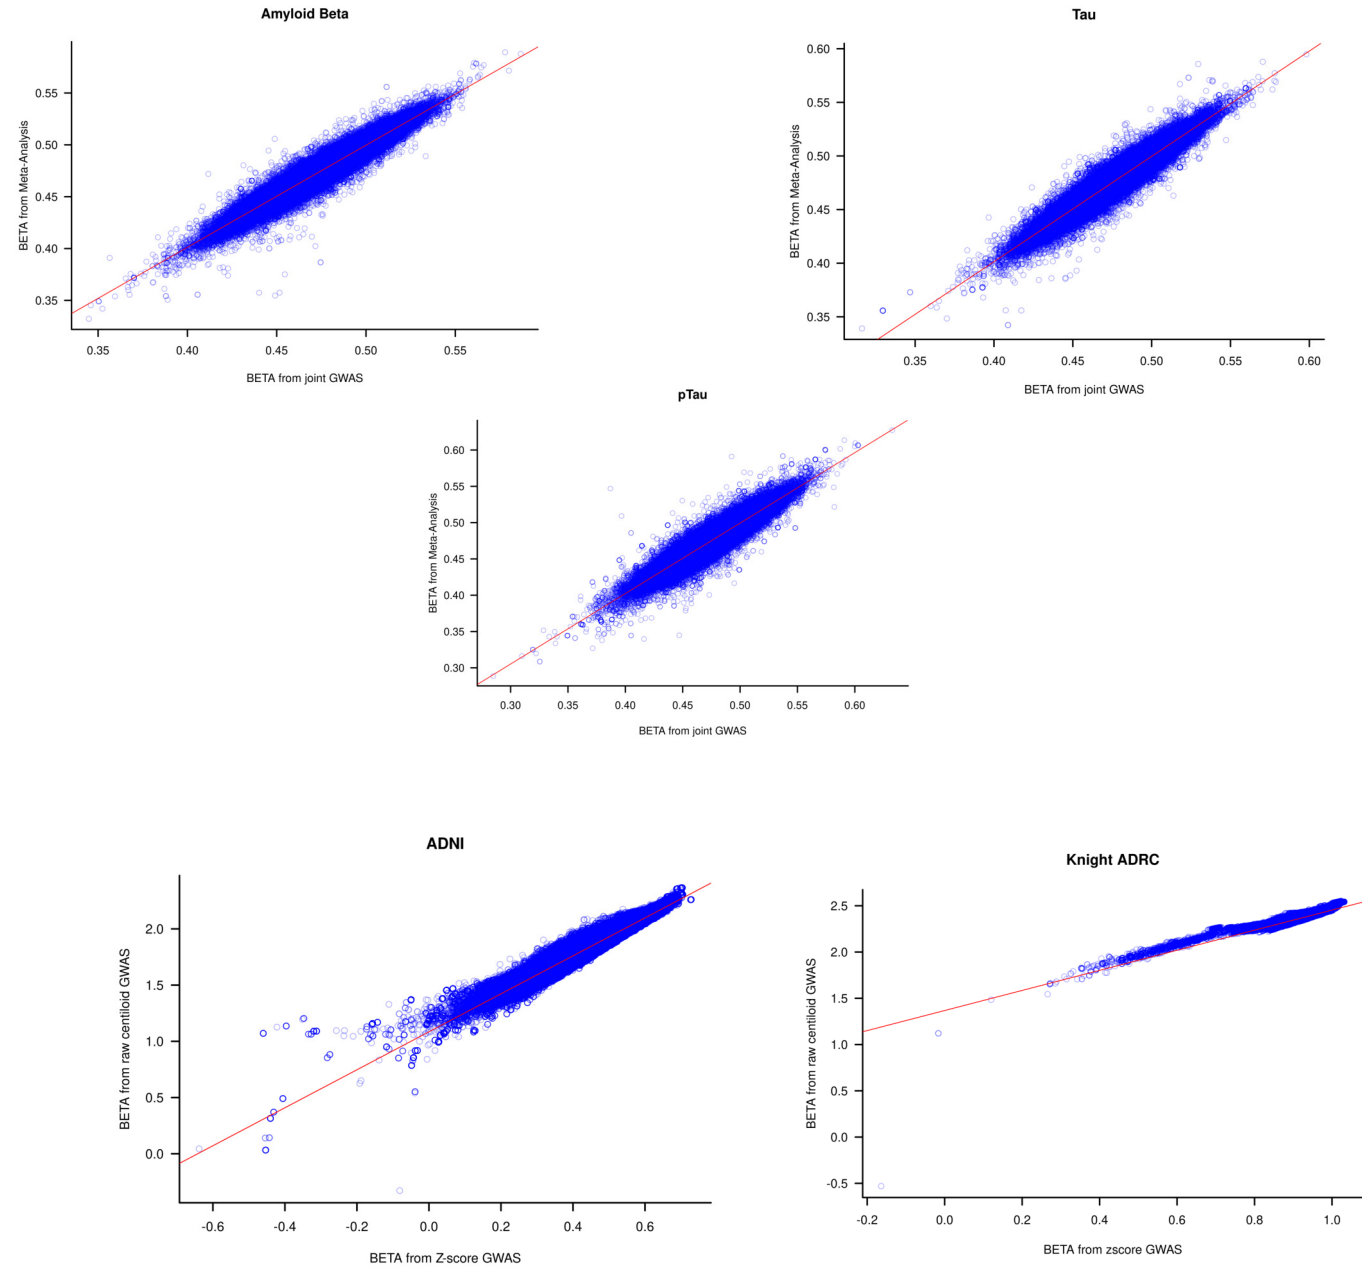 Amyloid Beta
BETA from Meta-Analysis
0.55
0.50
0.45
0.40
0.35
0.35 0.40 0.45 0.50 0.55
BETA from joint GWAS
Tau
BETA from Meta-Analysis
0.60
0.55
0.50
0.45
0.40
0.35
0.35 0.40 0.45 0.50 0.55 0.60
BETA from joint GWAS
pTau
BETA from Meta-Analysis
0.60
0.55
0.50
0.45
0.40
0.35
0.30
0.30 0.35 0.40 0.45 0.50 0.55 0.60
BETA from joint GWAS
ADNI
BETA from raw centiloid GWAS
2.0
1.5
1.0
0.5
0.0
-0.6 -0.4 -0.2 0.0 0.2 0.4 0.6
BETA from Z-score GWAS
Knight ADRC
BETA from raw centiloid GWAS
2.5
2.0
1.5
1.0
0.5
0.0
-0.5
-0.2 0.0 0.2 0.4 0.6 0.8 1.0
BETA from zscore GWAS